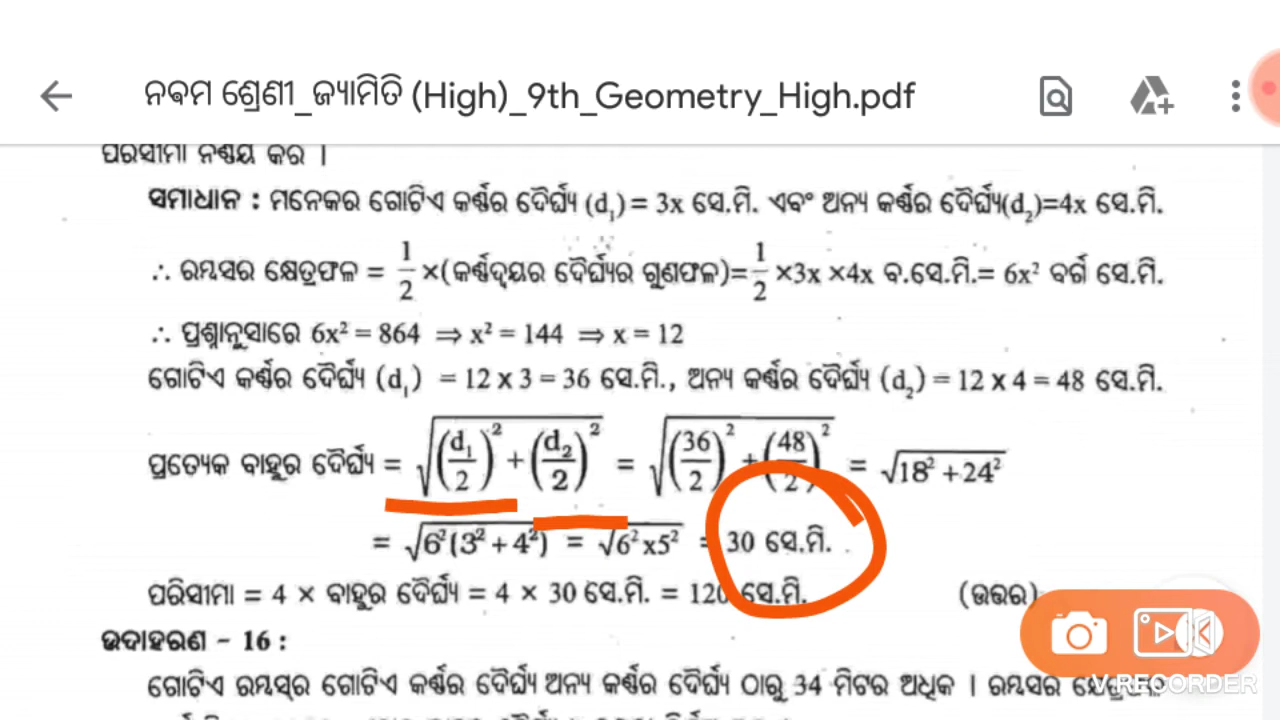 ନବମ ଶ୍ରେଣୀ_ଜ୍ୟାମିତି (High)_9th_Geometry_High.pdf
ପରିସୀମା ନିର୍ଣ୍ଣୟ କର ।
ସମାଧାନ : ମନେକର ଗୋଟିଏ କର୍ଣ୍ଣର ଦୈର୍ଘ୍ୟ (d₁) = 3x ସେ.ମି. ଏବଂ ଅନ୍ୟ କର୍ଣ୍ଣର ଦୈର୍ଘ୍ୟ(d₂)=4x ସେ.ମି.
∴ ରମ୍ବସର କ୍ଷେତ୍ରଫଳ = 1/2 ×(କର୍ଣ୍ଣଦ୍ୱୟର ଦୈର୍ଘ୍ୟର ଗୁଣଫଳ)= 1/2 ×3x ×4x ବ.ସେ.ମି.= 6x² ବର୍ଗ ସେ.ମି.
∴ ପ୍ରଶ୍ନାନୁସାରେ 6x² = 864 ⇒ x² = 144 ⇒ x = 12
ଗୋଟିଏ କର୍ଣ୍ଣର ଦୈର୍ଘ୍ୟ (d₁) = 12 x 3 = 36 ସେ.ମି., ଅନ୍ୟ କର୍ଣ୍ଣର ଦୈର୍ଘ୍ୟ (d₂) = 12 x 4 = 48 ସେ.ମି.
ପ୍ରତ୍ୟେକ ବାହୁର ଦୈର୍ଘ୍ୟ = √((d₁/2)² + (d₂/2)²) = √((36/2)² + (48/2)²) = √(18² + 24²)
= √(6²(3² + 4²)) = √(6² x 5²) = 30 ସେ.ମି.
ପରିସୀମା = 4 × ବାହୁର ଦୈର୍ଘ୍ୟ = 4 × 30 ସେ.ମି. = 120 ସେ.ମି. (ଉତ୍ତର)
ଉଦାହରଣ - 16 :
ଗୋଟିଏ ରମ୍ବସ୍‌ର ଗୋଟିଏ କର୍ଣ୍ଣର ଦୈର୍ଘ୍ୟ ଅନ୍ୟ କର୍ଣ୍ଣର ଦୈର୍ଘ୍ୟ ଠାରୁ 34 ମିଟର ଅଧିକ । ରମ୍ବସର
V RECORDER